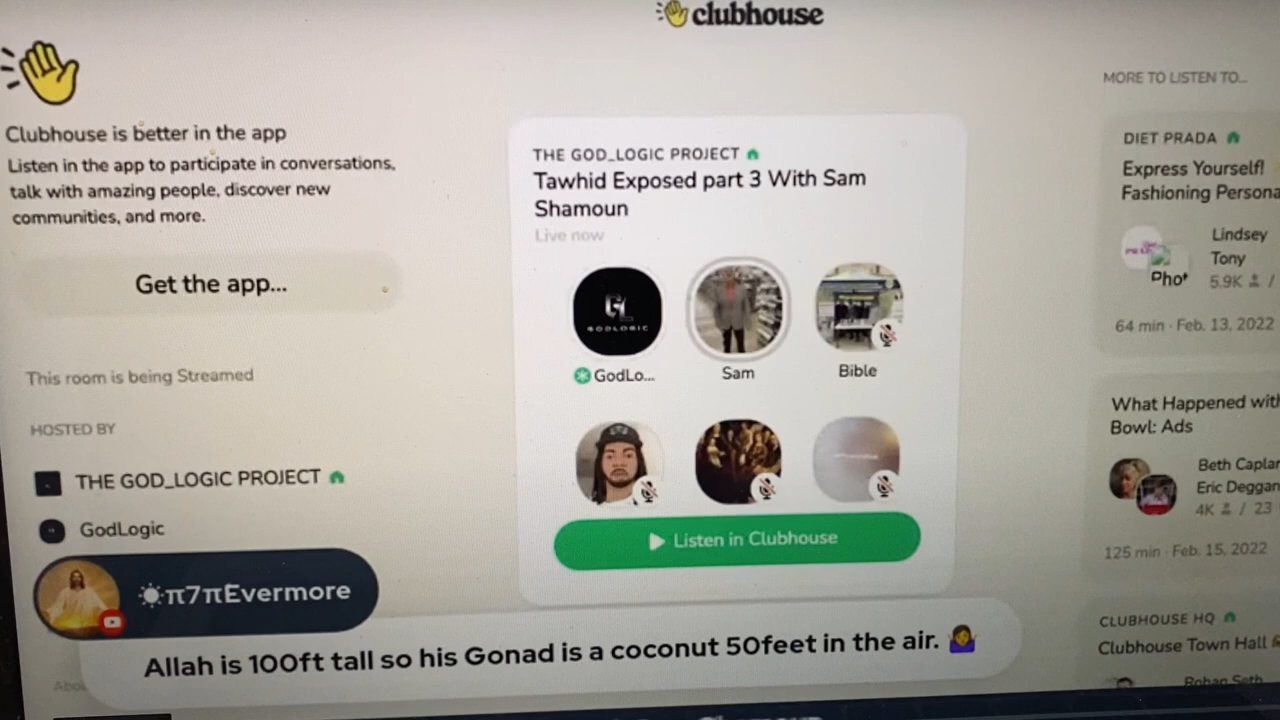 clubhouse
Clubhouse is better in the app
Listen in the app to participate in conversations,
talk with amazing people, discover new
communities, and more.
Get the app...
This room is being Streamed
HOSTED BY
THE GOD_LOGIC PROJECT
GodLogic
THE GOD_LOGIC PROJECT
Tawhid Exposed part 3 With Sam
Shamoun
Live now
GL
GODLOGIC
GodLo...
Sam
Bible
Listen in Clubhouse
MORE TO LISTEN TO...
DIET PRADA
Express Yourself!
Fashioning Persona
Lindsey
Tony
5.9K /
64 min · Feb. 13, 2022
What Happened with
Bowl: Ads
Beth Caplan
Eric Deggan
4K / 23
125 min · Feb. 15, 2022
CLUBHOUSE HQ
Clubhouse Town Hall
Rohan Seth
☀π7πEvermore
Allah is 100ft tall so his Gonad is a coconut 50feet in the air. 🤷‍♀️